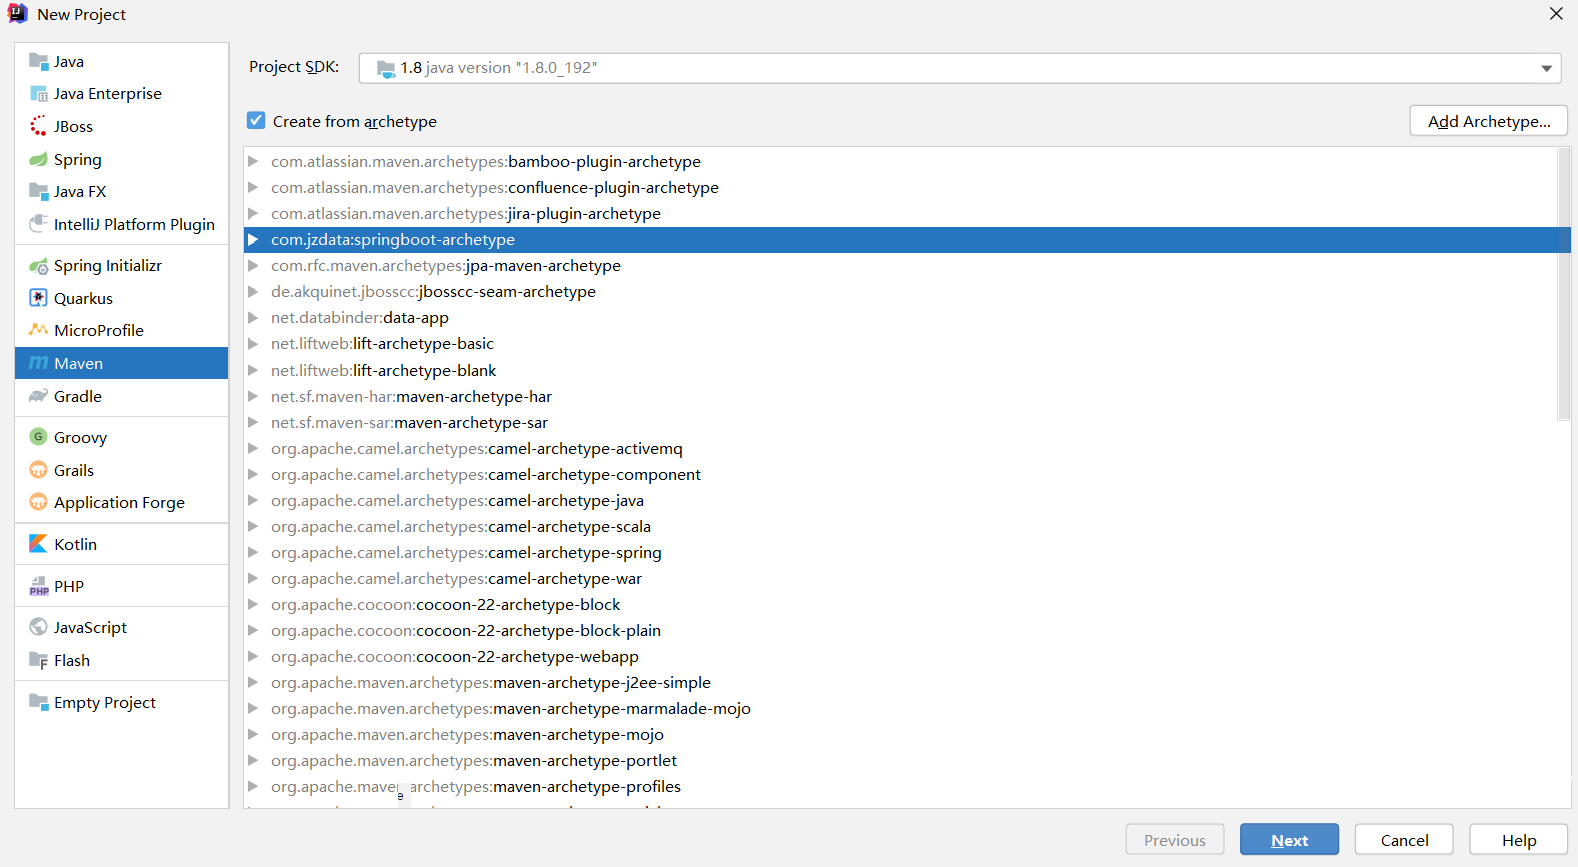 New Project
Java
Java Enterprise
JBoss
Spring
Java FX
IntelliJ Platform Plugin
Spring Initializr
Quarkus
MicroProfile
Maven
Gradle
Groovy
Grails
Application Forge
Kotlin
PHP
JavaScript
Flash
Empty Project
Project SDK: 1.8 java version "1.8.0_192"
Create from archetype
Add Archetype...
com.atlassian.maven.archetypes:bamboo-plugin-archetype
com.atlassian.maven.archetypes:confluence-plugin-archetype
com.atlassian.maven.archetypes:jira-plugin-archetype
com.jzdata:springboot-archetype
com.rfc.maven.archetypes:jpa-maven-archetype
de.akquinet.jbosscc:jbosscc-seam-archetype
net.databinder:data-app
net.liftweb:lift-archetype-basic
net.liftweb:lift-archetype-blank
net.sf.maven-har:maven-archetype-har
net.sf.maven-sar:maven-archetype-sar
org.apache.camel.archetypes:camel-archetype-activemq
org.apache.camel.archetypes:camel-archetype-component
org.apache.camel.archetypes:camel-archetype-java
org.apache.camel.archetypes:camel-archetype-scala
org.apache.camel.archetypes:camel-archetype-spring
org.apache.camel.archetypes:camel-archetype-war
org.apache.cocoon:cocoon-22-archetype-block
org.apache.cocoon:cocoon-22-archetype-block-plain
org.apache.cocoon:cocoon-22-archetype-webapp
org.apache.maven.archetypes:maven-archetype-j2ee-simple
org.apache.maven.archetypes:maven-archetype-marmalade-mojo
org.apache.maven.archetypes:maven-archetype-mojo
org.apache.maven.archetypes:maven-archetype-portlet
org.apache.maven.archetypes:maven-archetype-profiles
e
Previous
Next
Cancel
Help